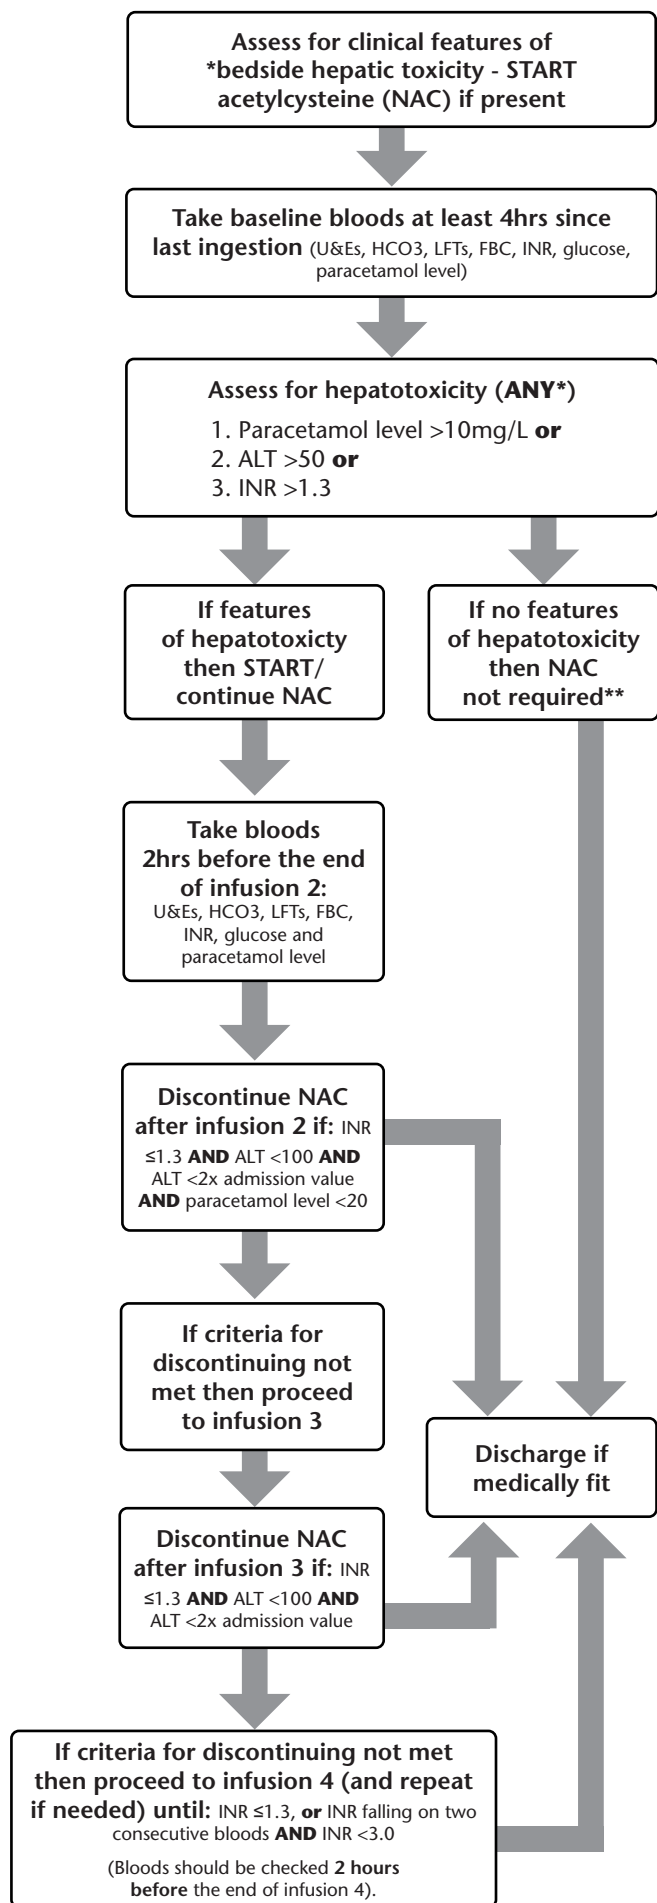 Assess for clinical features of
*bedside hepatic toxicity - START
acetylcysteine (NAC) if present
Take baseline bloods at least 4hrs since
last ingestion (U&Es, HCO3, LFTs, FBC, INR, glucose,
paracetamol level)
Assess for hepatotoxicity (ANY*)
1. Paracetamol level >10mg/L or
2. ALT >50 or
3. INR >1.3
If features
of hepatotoxicty
then START/
continue NAC
If no features
of hepatotoxicity
then NAC
not required**
Take bloods
2hrs before the end
of infusion 2:
U&Es, HCO3, LFTs, FBC,
INR, glucose and
paracetamol level
Discontinue NAC
after infusion 2 if: INR
≤1.3 AND ALT <100 AND
ALT <2x admission value
AND paracetamol level <20
If criteria for
discontinuing not
met then proceed
to infusion 3
Discharge if
medically fit
Discontinue NAC
after infusion 3 if: INR
≤1.3 AND ALT <100 AND
ALT <2x admission value
If criteria for discontinuing not met
then proceed to infusion 4 (and repeat
if needed) until: INR ≤1.3, or INR falling on two
consecutive bloods AND INR <3.0
(Bloods should be checked 2 hours
before the end of infusion 4).